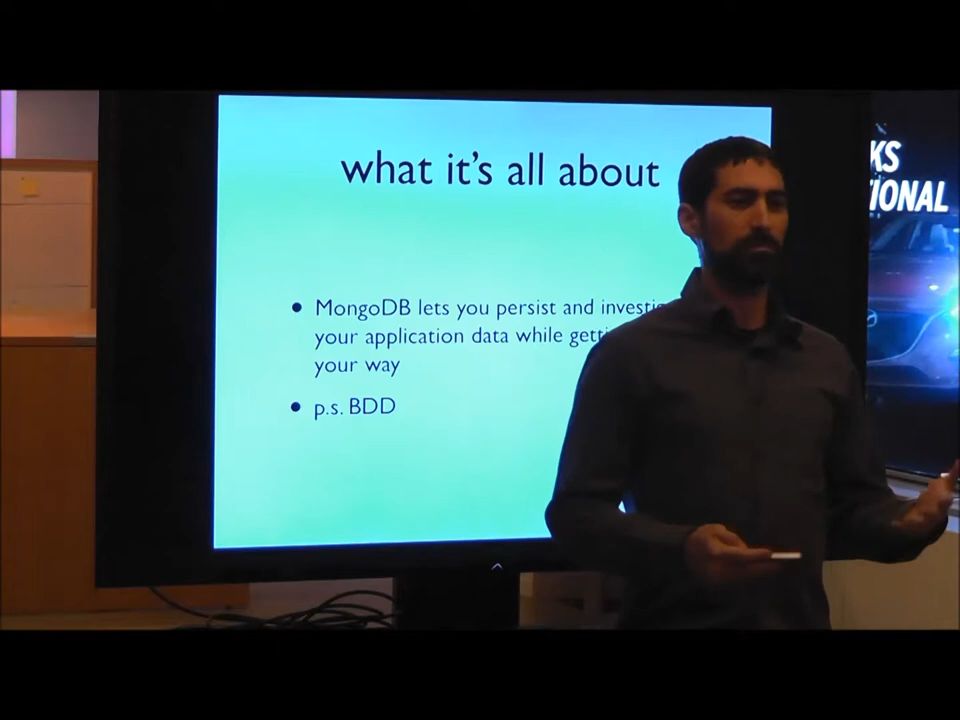 what it's all about
MongoDB lets you persist and
your application data while
your way
p.s. BDD